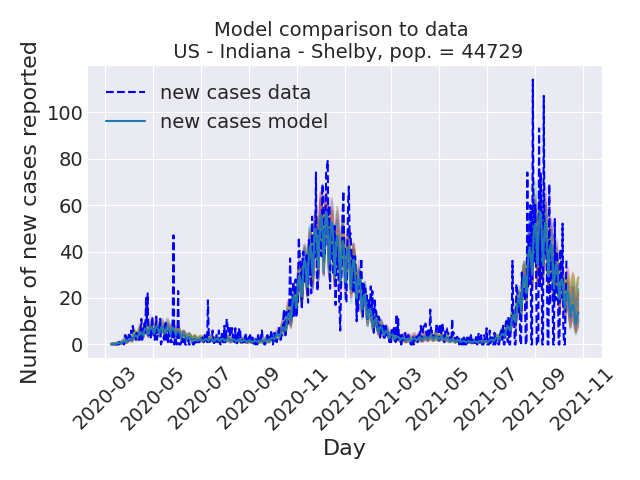 Model comparison to data
US - Indiana - Shelby, pop. = 44729
new cases data
new cases model
Number of new cases reported
100
80
60
40
20
0
2020-03
2020-05
2020-07
2020-09
2020-11
2021-01
2021-03
2021-05
2021-07
2021-09
2021-11
Day